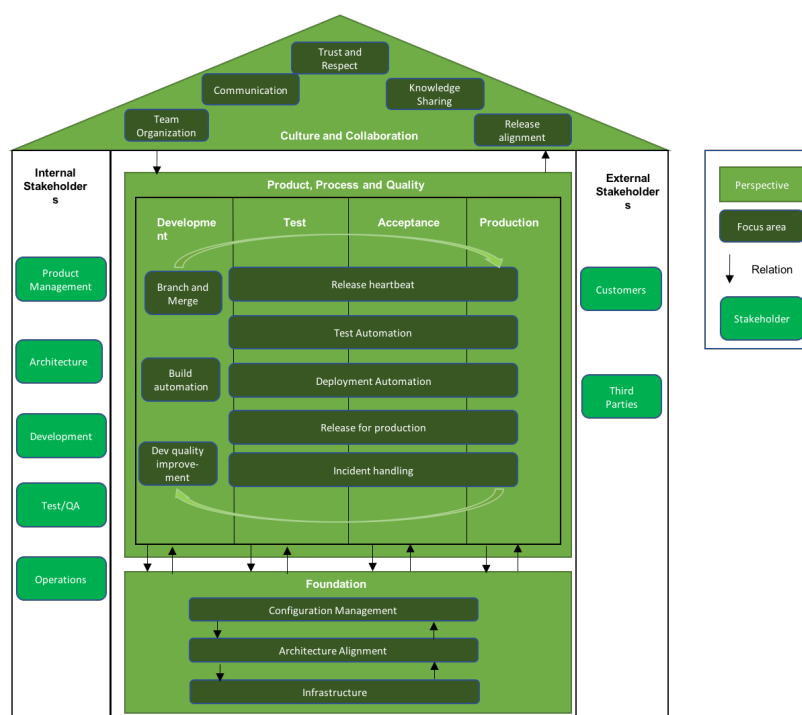 Trust and
Respect
Communication
Knowledge
Sharing
Team
Organization
Release
alignment
Culture and Collaboration
Internal
Stakeholder
s
Product, Process and Quality
External
Stakeholder
s
Developme
nt
Test
Acceptance
Production
Product
Management
Architecture
Development
Test/QA
Operations
Branch and
Merge
Release heartbeat
Test Automation
Build
automation
Deployment Automation
Release for production
Dev quality
improve-
ment
Incident handling
Customers
Third
Parties
Foundation
Configuration Management
Architecture Alignment
Infrastructure
Perspective
Focus area
Relation
Stakeholder